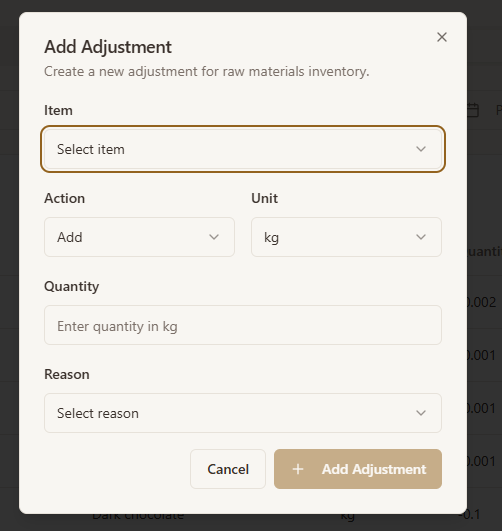 Add Adjustment
Create a new adjustment for raw materials inventory.
Item
Select item
Action Unit
Add kg
Quantity
Enter quantity in kg
Reason
Select reason
Cancel + Add Adjustment
0.002
0.001
0.001
0.001
Dark chocolate kg -0.1